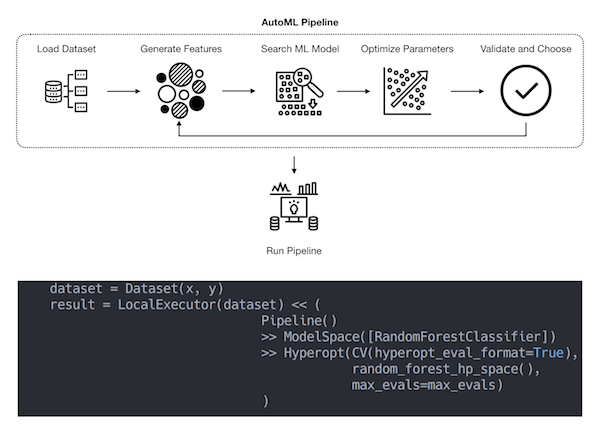 AutoML Pipeline
Load Dataset Generate Features Search ML Model Optimize Parameters Validate and Choose
Run Pipeline
dataset = Dataset(x, y)
result = LocalExecutor(dataset) << (
Pipeline()
>> ModelSpace([RandomForestClassifier])
>> Hyperopt(CV(hyperopt_eval_format=True),
random_forest_hp_space(),
max_evals=max_evals)
)